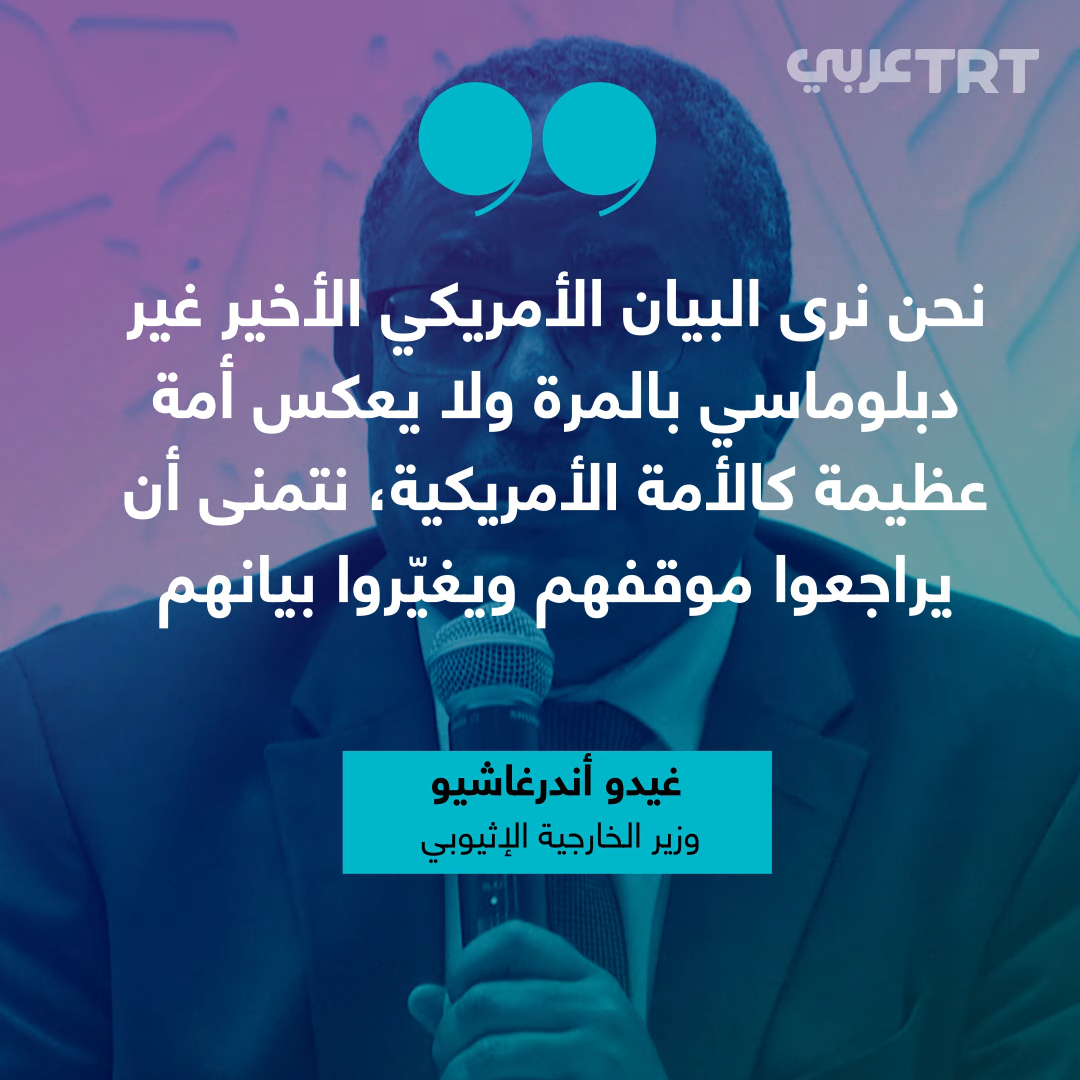 TRT عربي
نحن نرى البيان الأمريكي الأخير غير
دبلوماسي بالمرة ولا يعكس أمة
عظيمة كالأمة الأمريكية، نتمنى أن
يراجعوا موقفهم ويغيّروا بيانهم
غيدو أندرغاشيو
وزير الخارجية الإثيوبي